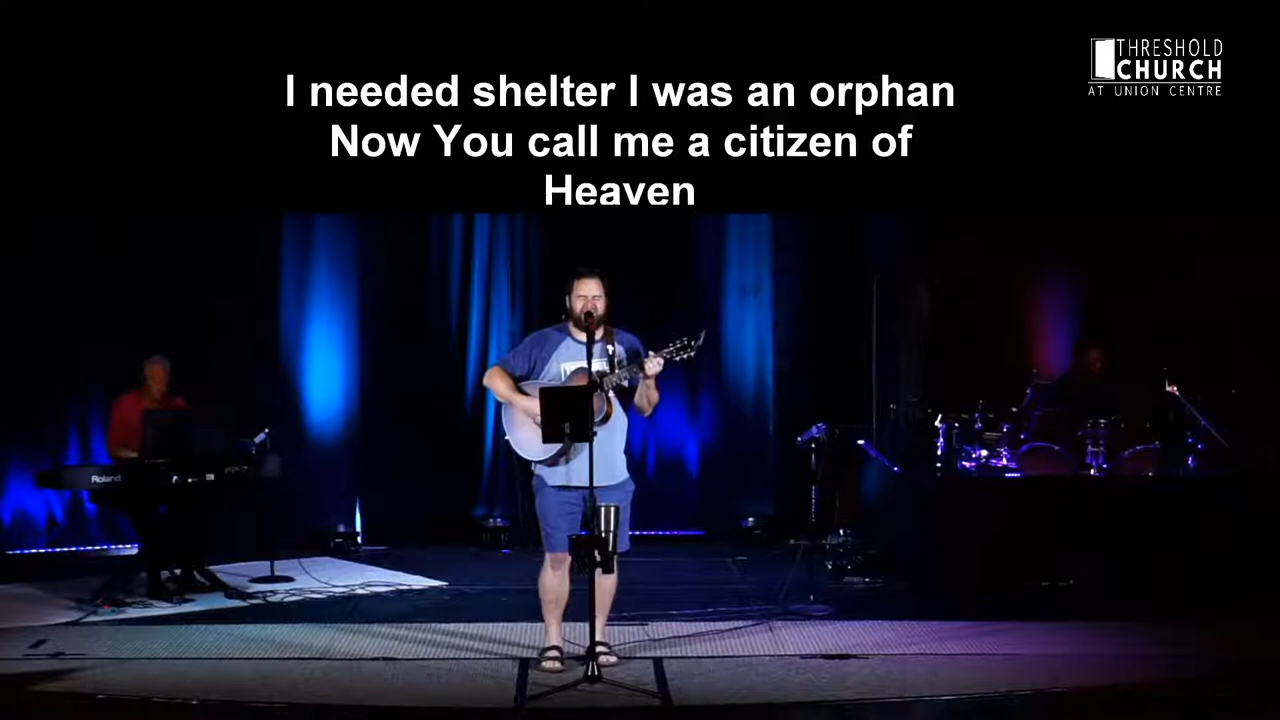 I needed shelter I was an orphan
Now You call me a citizen of
Heaven
THRESHOLD
CHURCH
AT UNION CENTRE
Roland